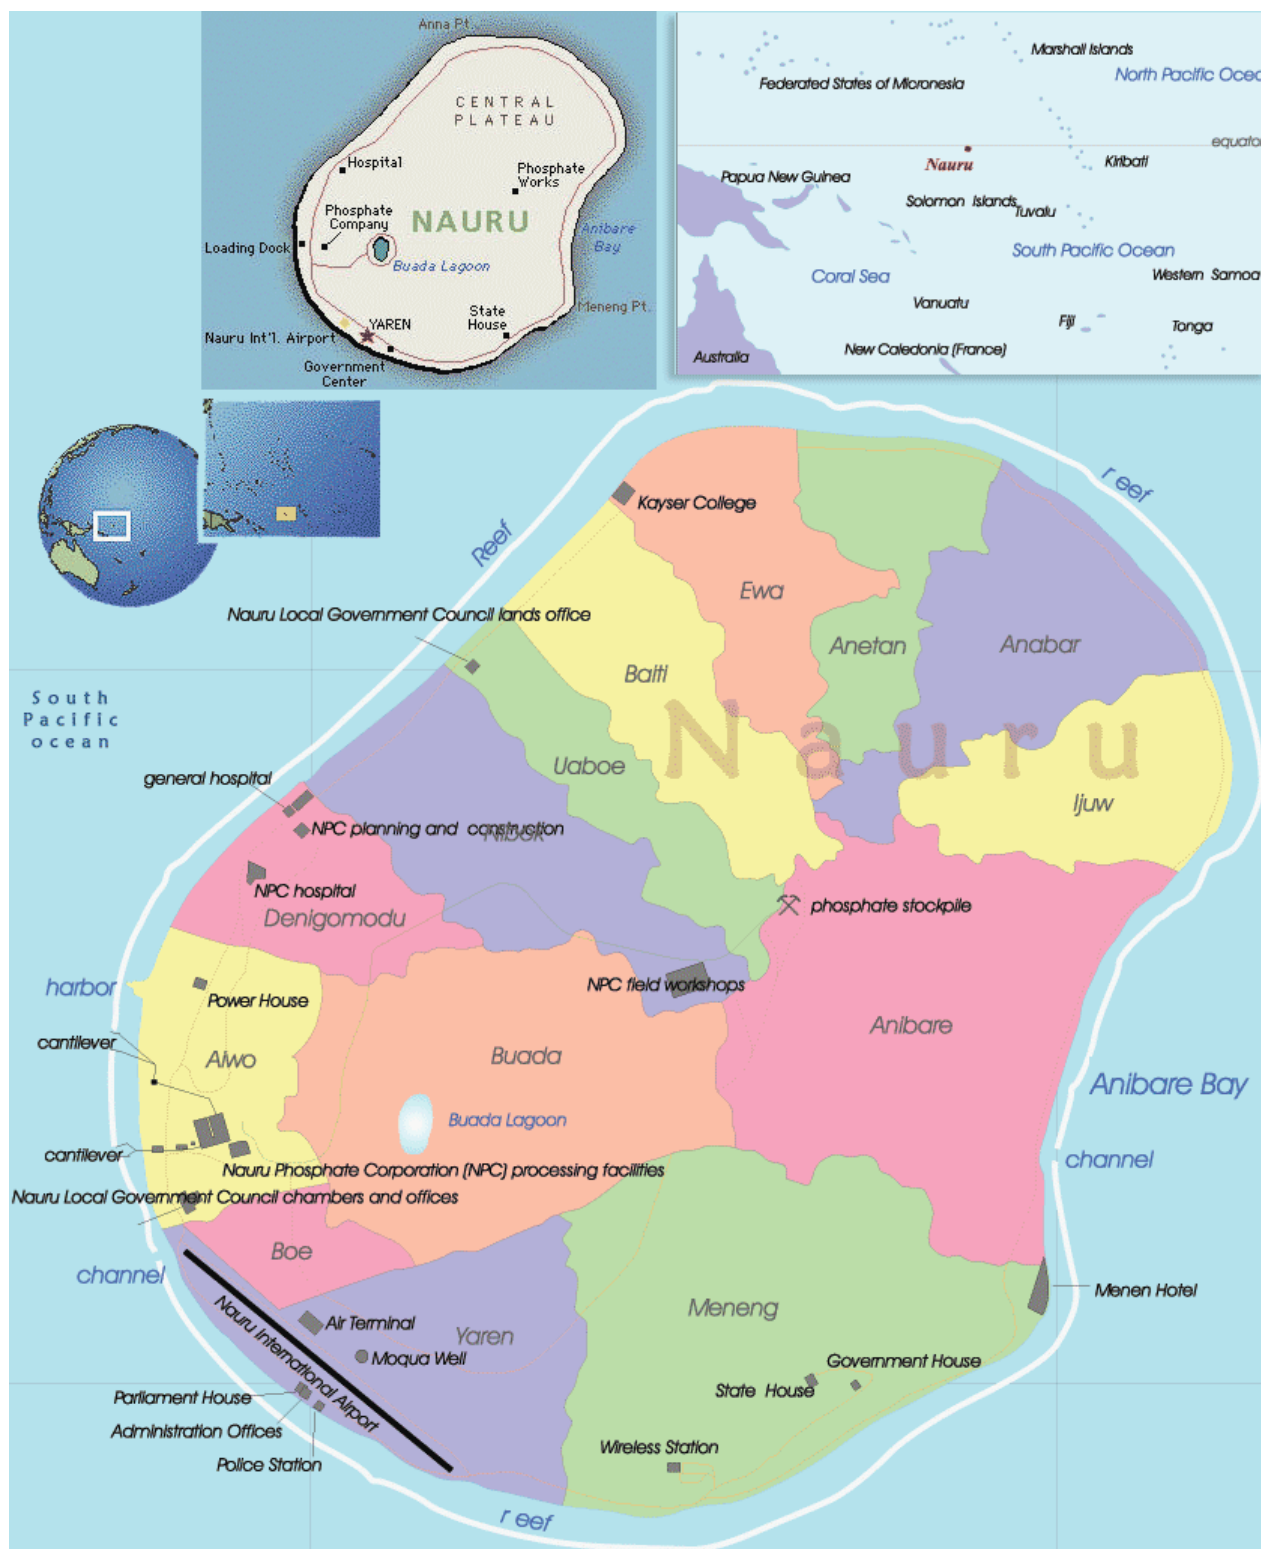 Anna Pt.
CENTRAL
PLATEAU
Hospital
Phosphate
Works
Phosphate
Company
NAURU
Anibare
Bay
Loading Dock
Buada Lagoon
Meneng Pt.
State
House
YAREN
Nauru Int'l. Airport
Government
Center
Marshall Islands
North Pacific Ocea
Federated States of Micronesia
equato
Nauru
Kiribati
Papua New Guinea
Solomon Islands
Tuvalu
South Pacific Ocean
Coral Sea
Western Samoa
Vanuatu
Fiji
Tonga
Australia
New Caledonia (France)
reef
Kayser College
Reef
Ewa
Nauru Local Government Council lands office
Anetan
Anabar
Baiti
South
Pacific
ocean
Nauru
Uaboe
general hospital
Ijuw
NPC planning and construction
Nibok
NPC hospital
Denigomodu
phosphate stockpile
harbor
NPC field workshops
Power House
Anibare
cantilever
Aiwo
Buada
Anibare Bay
Buada Lagoon
cantilever
channel
Nauru Phosphate Corporation (NPC) processing facilities
Nauru Local Government Council chambers and offices
Boe
channel
Menen Hotel
Meneng
Nauru International Airport
Air Terminal
Yaren
Moqua Well
Government House
State House
Parliament House
Administration Offices
Wireless Station
Police Station
reef